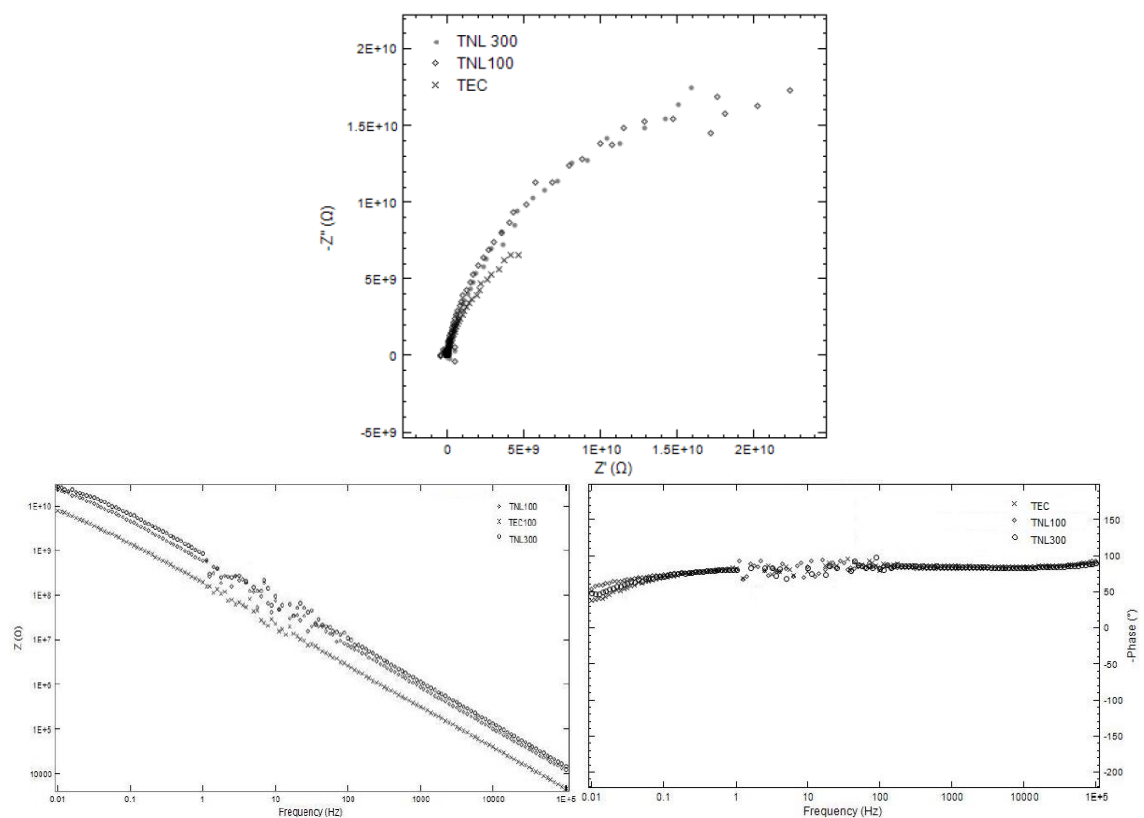 2E+10
1.5E+10
1E+10
5E+9
0
-5E+9
-Z'' (Ω)
TNL 300
TNL100
TEC
0
5E+9
1E+10
1.5E+10
2E+10
Z' (Ω)
1E+10
1E+9
1E+8
1E+7
1E+6
1E+5
10000
Z (Ω)
TNL100
TEC100
TNL300
0.01
0.1
1
10
100
1000
10000
1E+5
Frequency (Hz)
TEC
TNL100
TNL300
150
100
50
0
-50
-100
-150
-200
-Phase (°)
0.01
0.1
1
10
100
1000
10000
1E+5
Frequency (Hz)